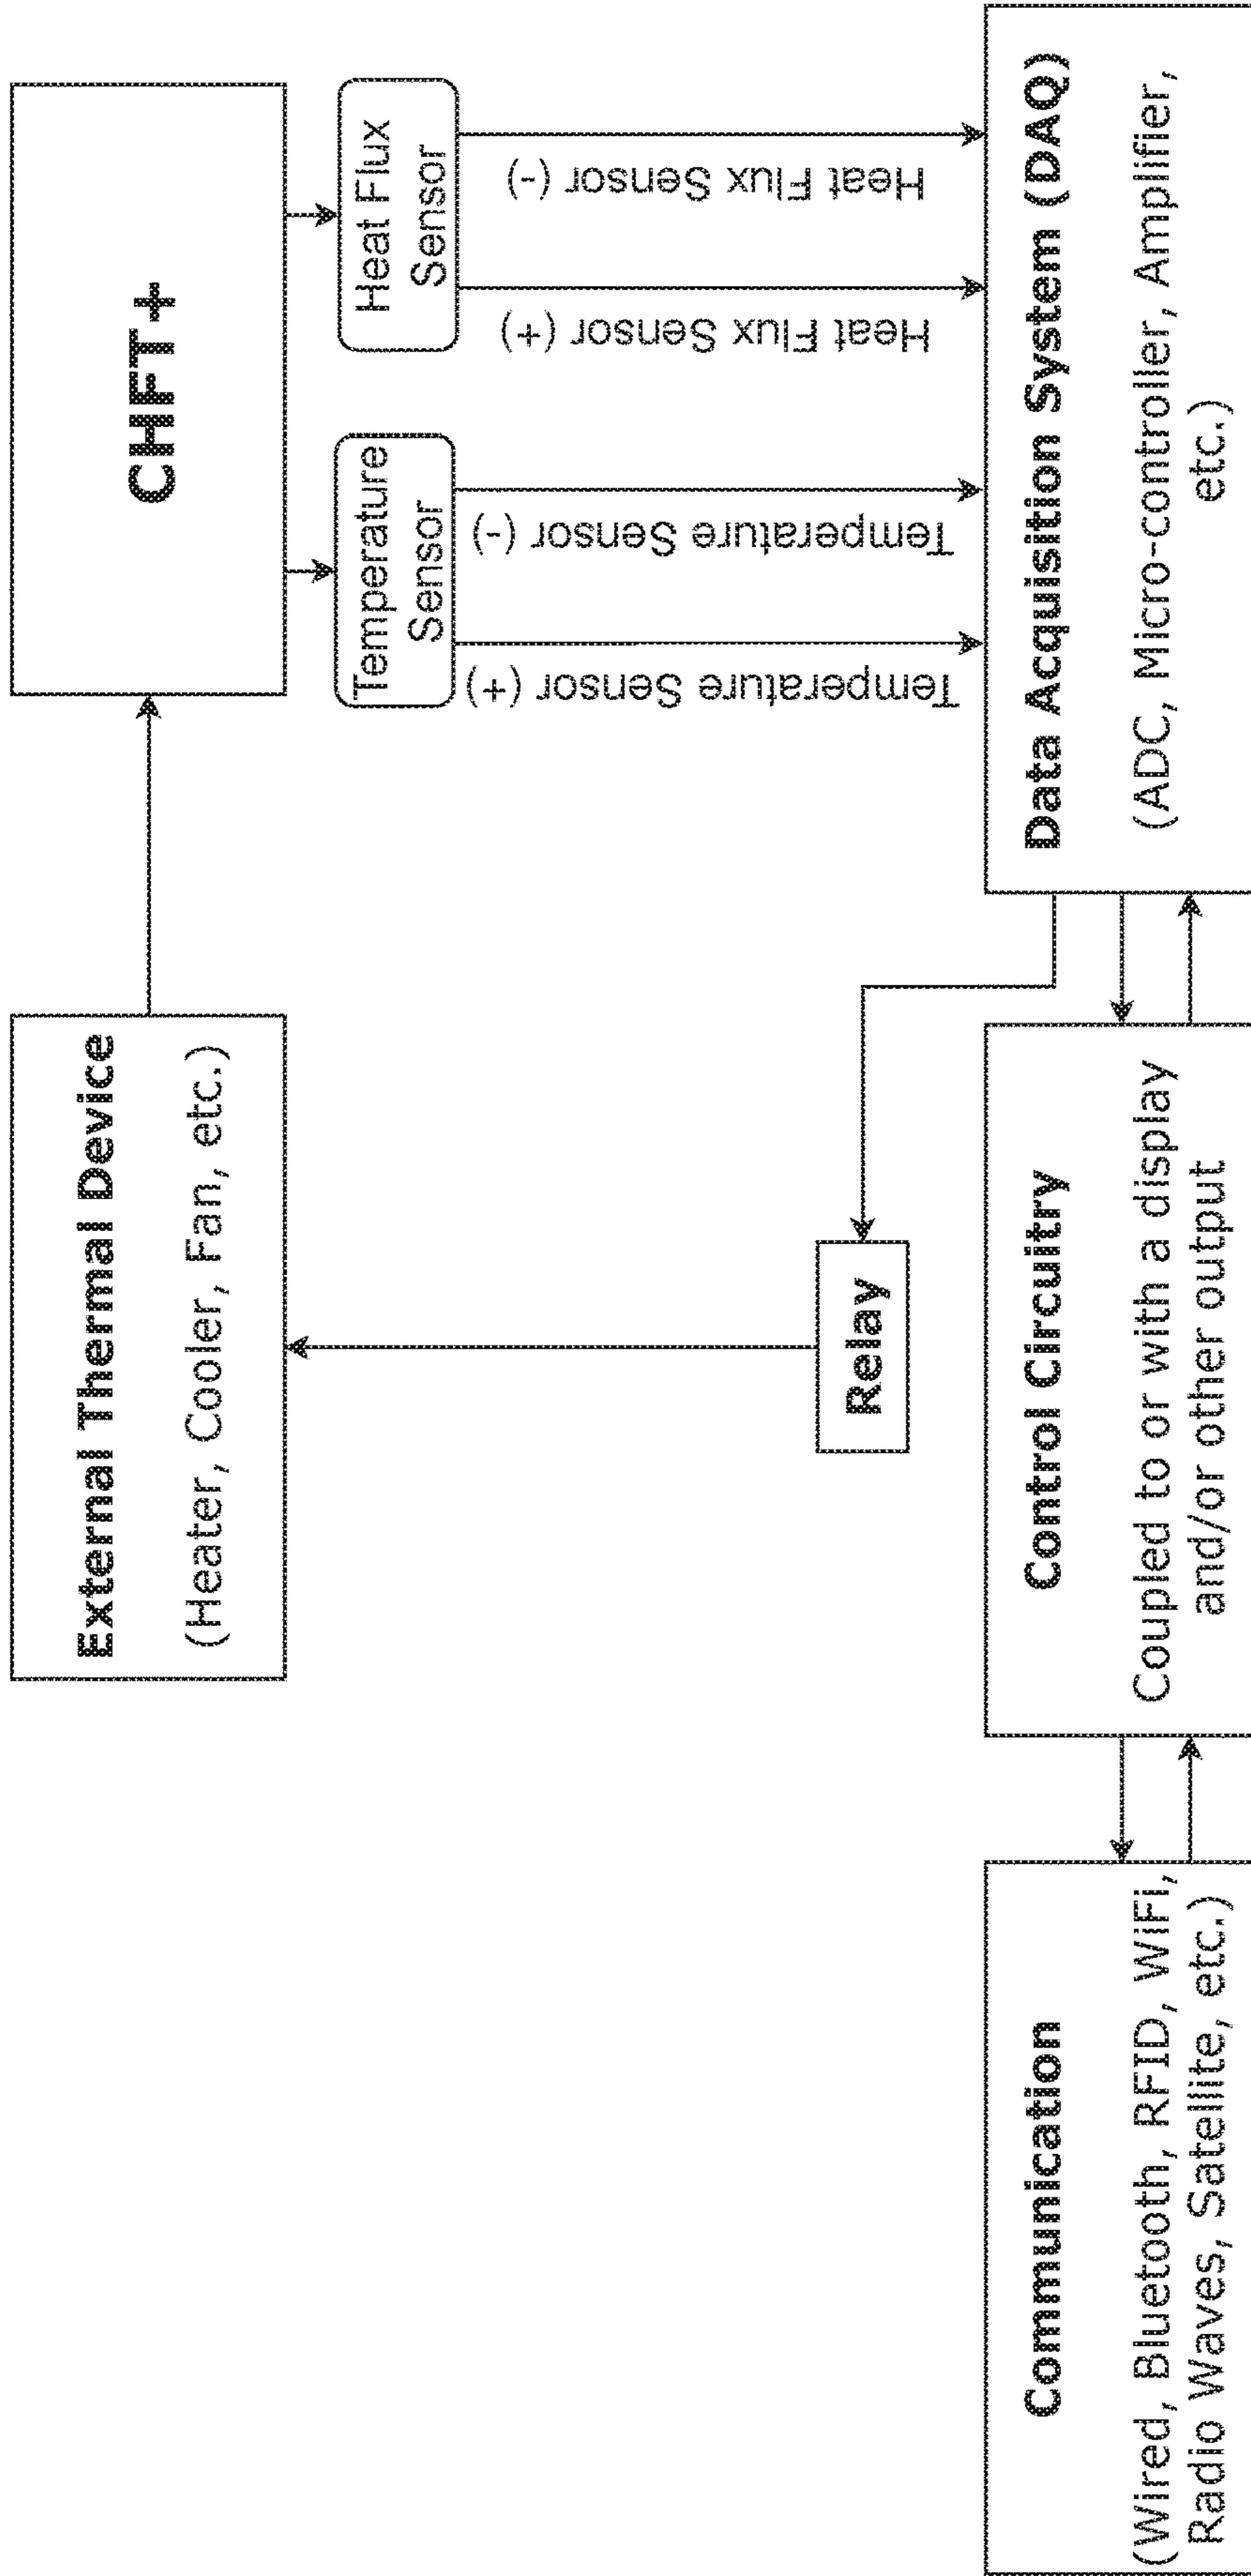 External Thermal Device
(Heater, Cooler, Fan, etc.)
CHFT+
Temperature
Sensor
Heat Flux
Sensor
Temperature Sensor (+)
Temperature Sensor (-)
Heat Flux Sensor (+)
Heat Flux Sensor (-)
Relay
Communication
(Wired, Bluetooth, RFID, WiFi,
Radio Waves, Satellite, etc.)
Control Circuitry
Coupled to or with a display
and/or other output
Data Acquisition System (DAQ)
(ADC, Micro-controller, Amplifier,
etc.)